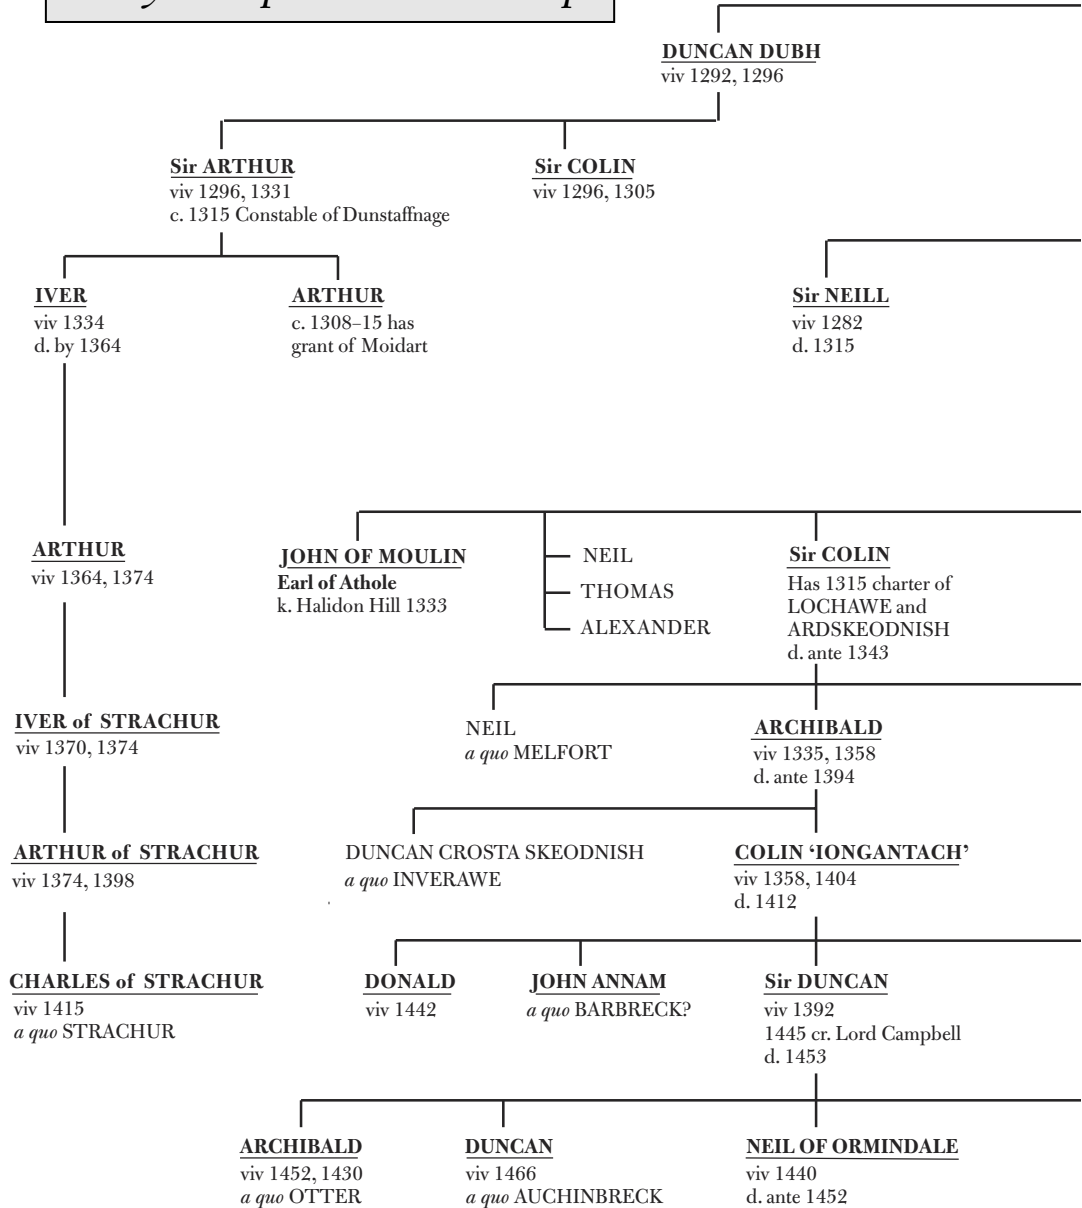 DUNCAN DUBH
viv 1292, 1296
Sir ARTHUR
viv 1296, 1331
c. 1315 Constable of Dunstaffnage
Sir COLIN
viv 1296, 1305
IVER
viv 1334
d. by 1364
ARTHUR
c. 1308–15 has
grant of Moidart
Sir NEILL
viv 1282
d. 1315
ARTHUR
viv 1364, 1374
JOHN OF MOULIN
Earl of Athole
k. Halidon Hill 1333
NEIL
THOMAS
ALEXANDER
Sir COLIN
Has 1315 charter of
LOCHAWE and
ARDSKEODNISH
d. ante 1343
IVER of STRACHUR
viv 1370, 1374
NEIL
a quo MELFORT
ARCHIBALD
viv 1335, 1358
d. ante 1394
ARTHUR of STRACHUR
viv 1374, 1398
DUNCAN CROSTA SKEODNISH
a quo INVERAWE
COLIN ‘IONGANTACH’
viv 1358, 1404
d. 1412
CHARLES of STRACHUR
viv 1415
a quo STRACHUR
DONALD
viv 1442
JOHN ANNAM
a quo BARBRECK?
Sir DUNCAN
viv 1392
1445 cr. Lord Campbell
d. 1453
ARCHIBALD
viv 1452, 1430
a quo OTTER
DUNCAN
viv 1466
a quo AUCHINBRECK
NEIL OF ORMINDALE
viv 1440
d. ante 1452